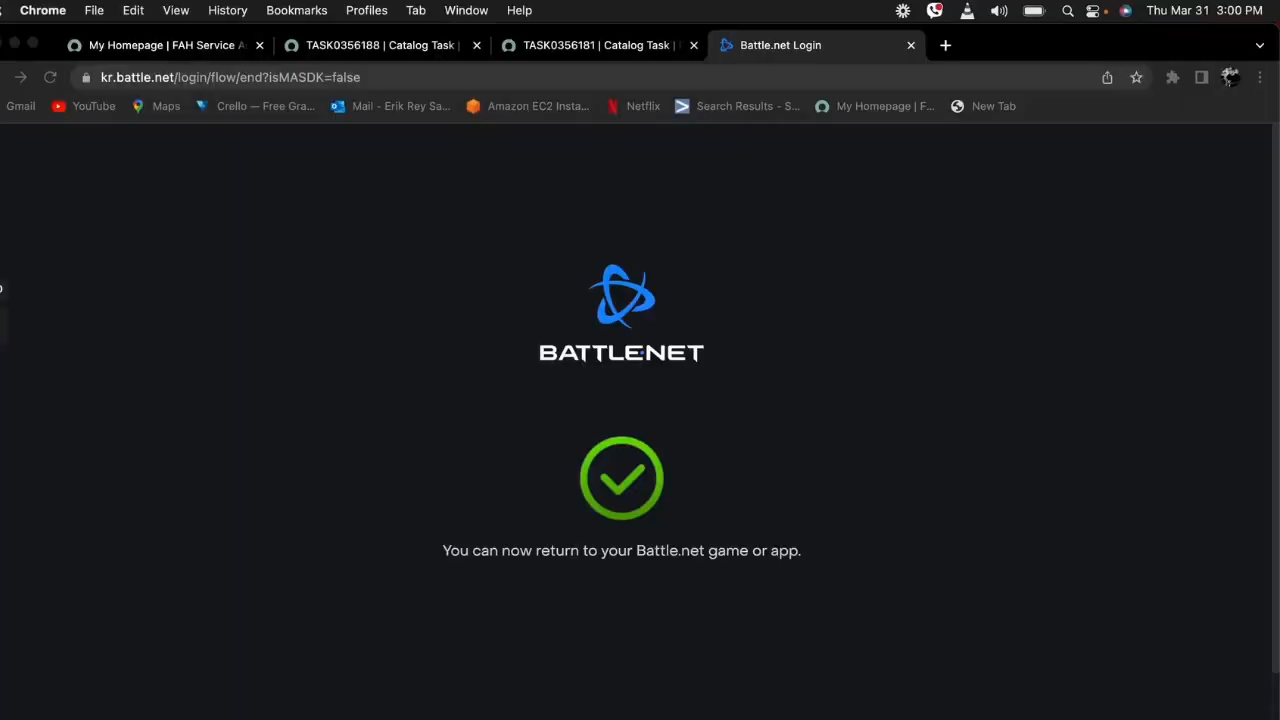 Chrome File Edit View History Bookmarks Profiles Tab Window Help Thu Mar 31 3:00 PM
My Homepage | FAH Service A TASK0356188 | Catalog Task | TASK0356181 | Catalog Task | Battle.net Login
kr.battle.net/login/flow/end?isMASDK=false
Gmail YouTube Maps Crello — Free Gra... Mail - Erik Rey Sa... Amazon EC2 Insta... Netflix Search Results - S... My Homepage | F... New Tab
BATTLE.NET
You can now return to your Battle.net game or app.